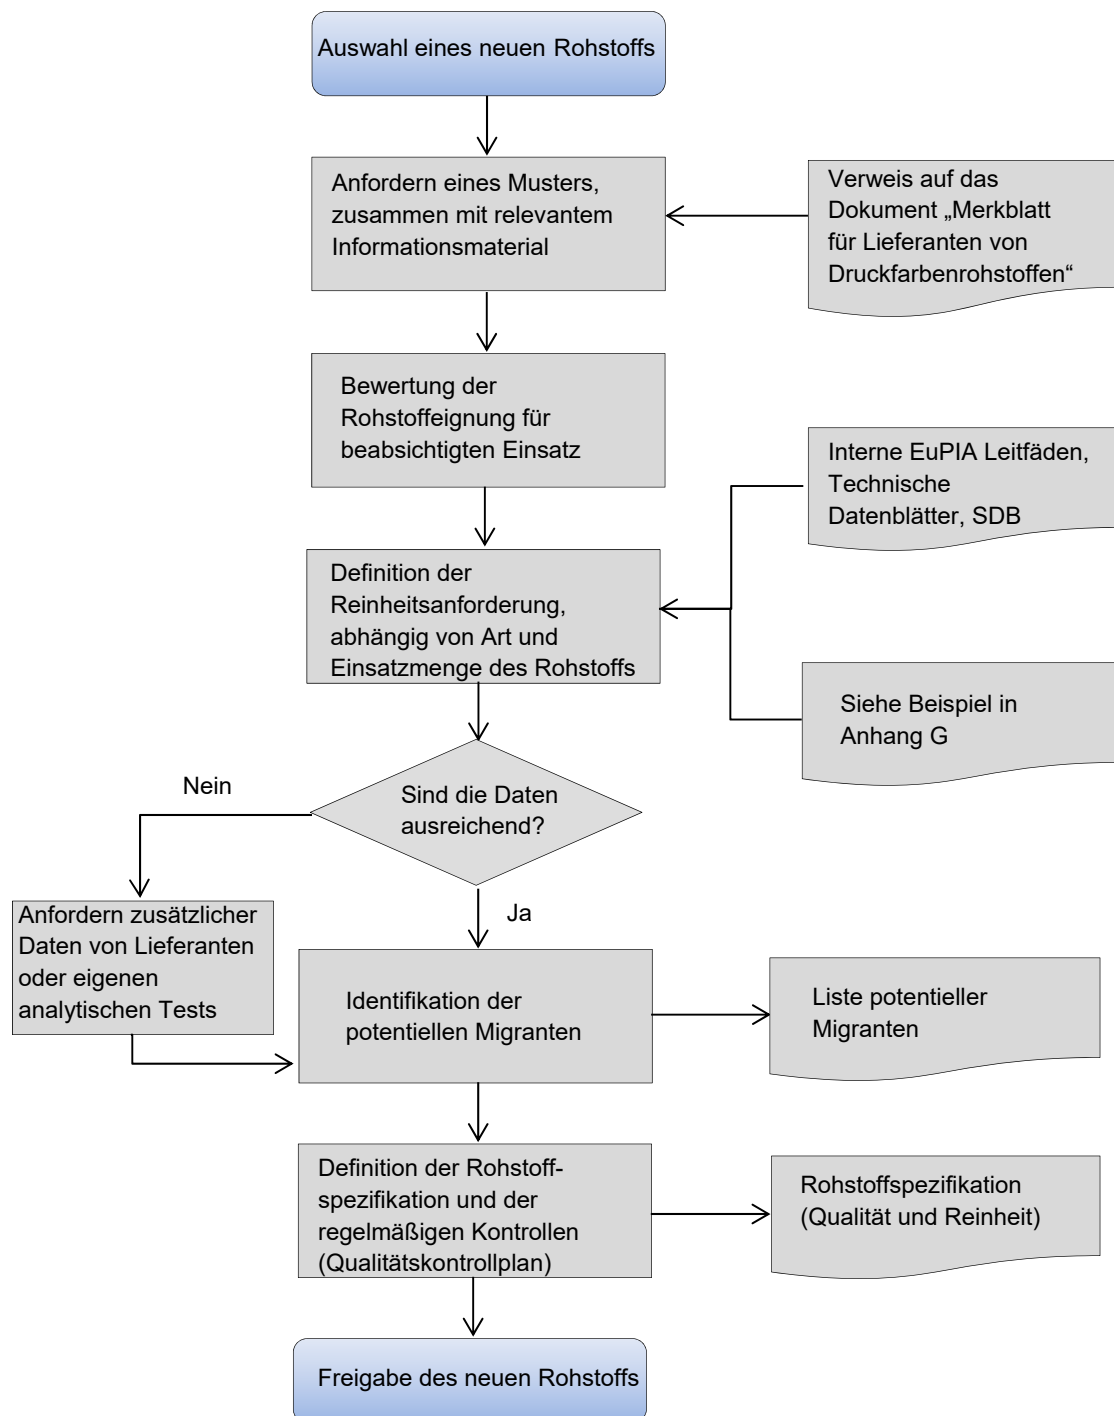 Auswahl eines neuen Rohstoffs
Anfordern eines Musters,
zusammen mit relevantem
Informationsmaterial
Verweis auf das
Dokument „Merkblatt
für Lieferanten von
Druckfarbenrohstoffen“
Bewertung der
Rohstoffeignung für
beabsichtigten Einsatz
Interne EuPIA Leitfäden,
Technische
Datenblätter, SDB
Definition der
Reinheitsanforderung,
abhängig von Art und
Einsatzmenge des Rohstoffs
Siehe Beispiel in
Anhang G
Nein
Sind die Daten
ausreichend?
Ja
Anfordern zusätzlicher
Daten von Lieferanten
oder eigenen
analytischen Tests
Identifikation der
potentiellen Migranten
Liste potentieller
Migranten
Definition der Rohstoff-
spezifikation und der
regelmäßigen Kontrollen
(Qualitätskontrollplan)
Rohstoffspezifikation
(Qualität und Reinheit)
Freigabe des neuen Rohstoffs